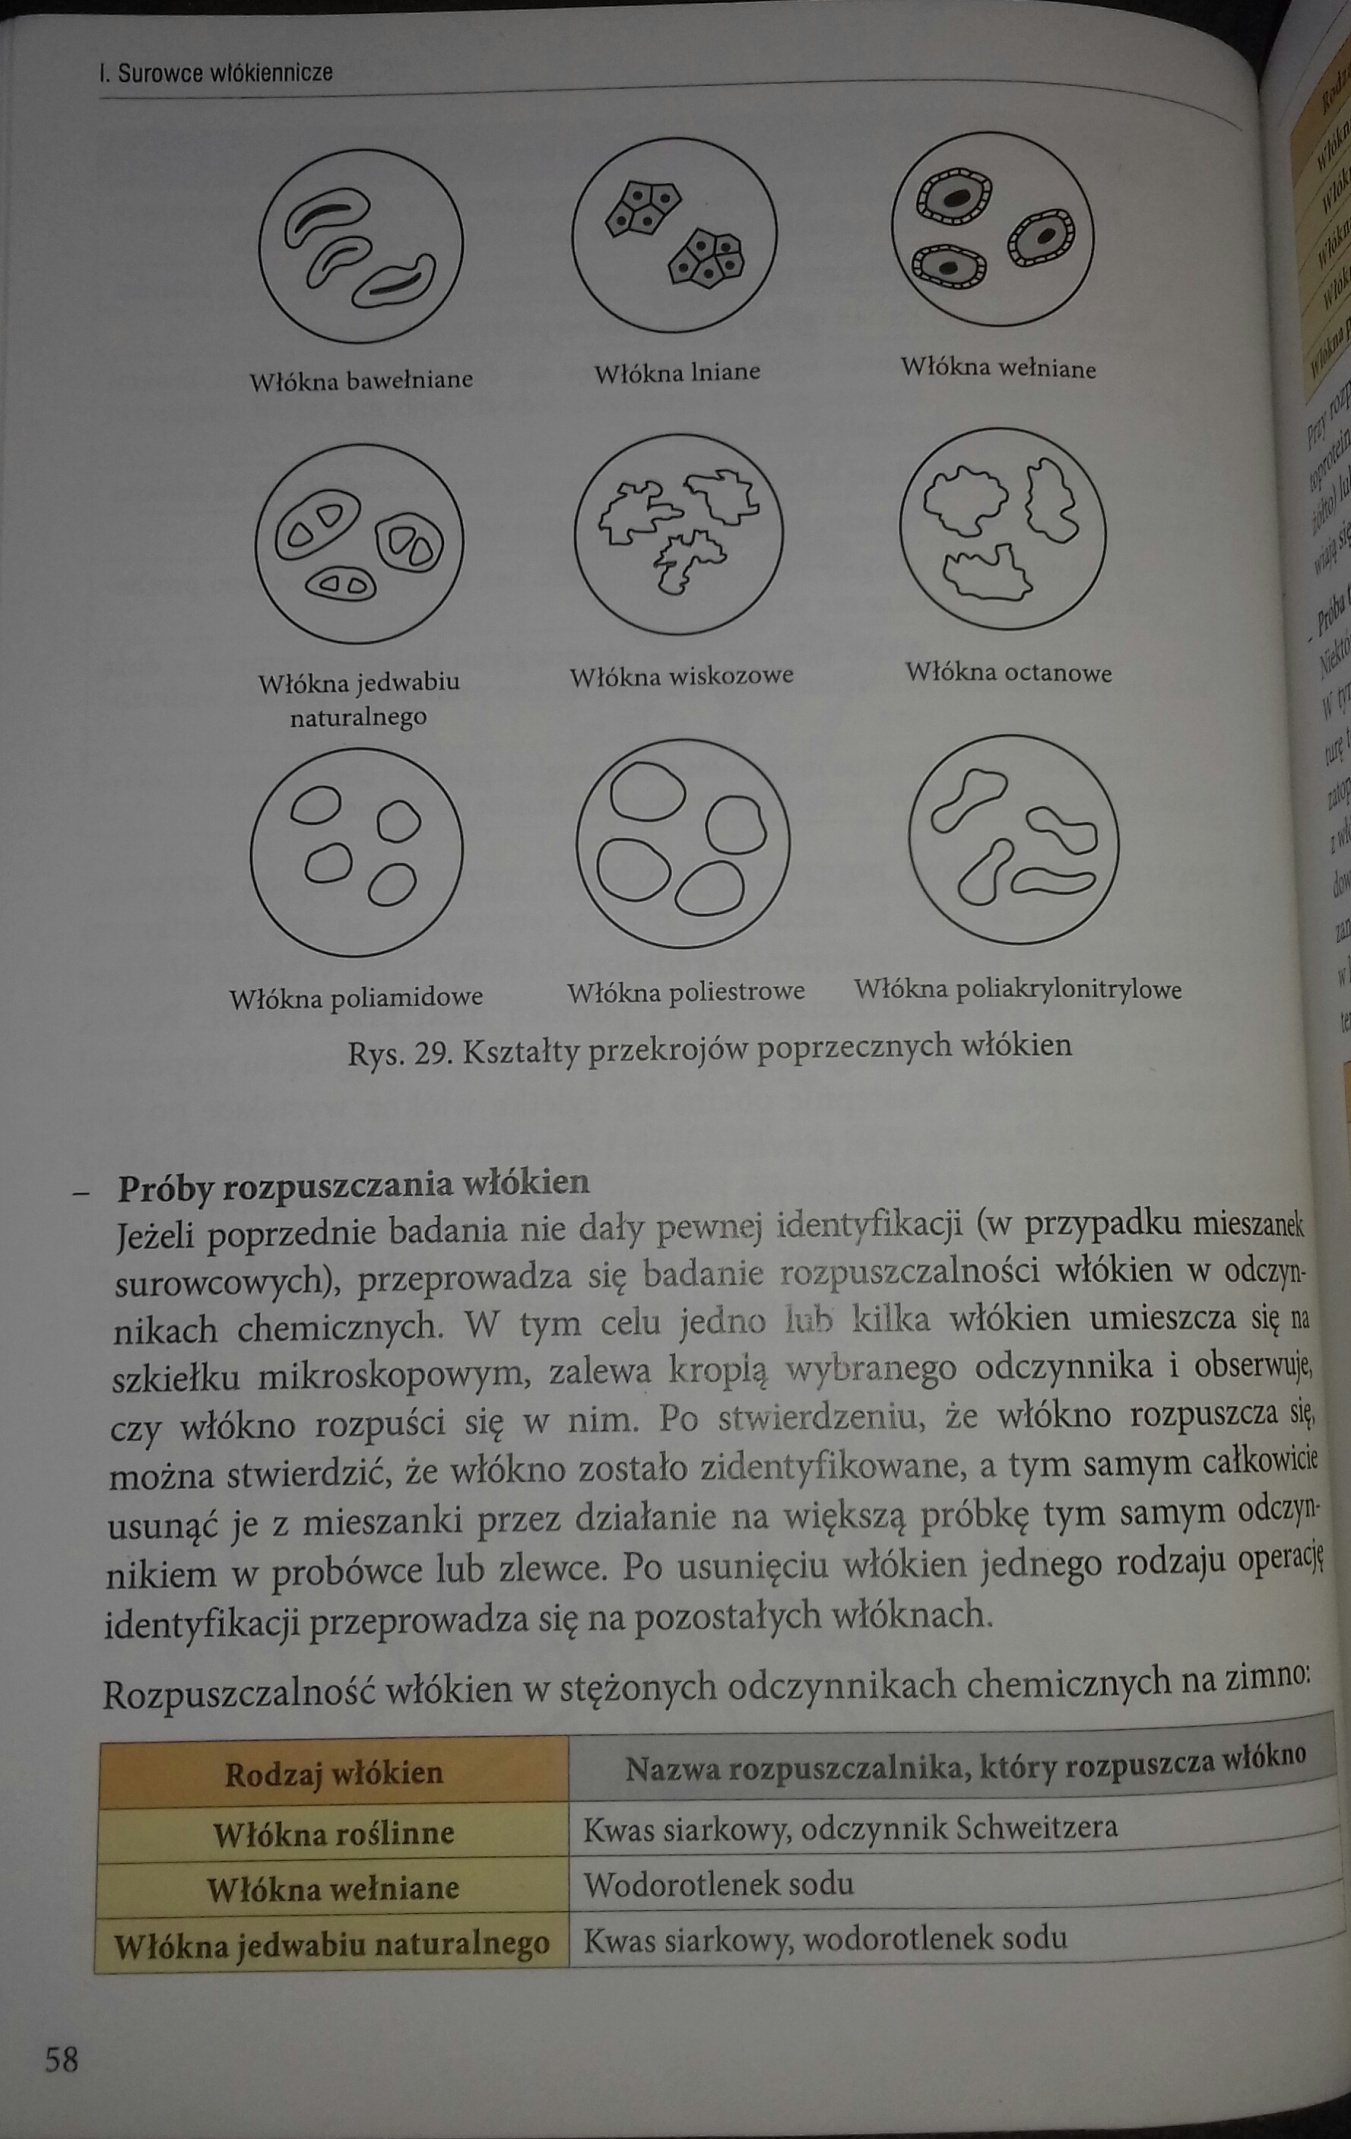 I. Surowce włókiennicze
Włókna bawełniane
Włókna lniane
Włókna wełniane
Włókna jedwabiu
naturalnego
Włókna wiskozowe
Włókna octanowe
Włókna poliamidowe
Włókna poliestrowe
Włókna poliakrylonitrylowe
Rys. 29. Kształty przekrojów poprzecznych włókien
– Próby rozpuszczania włókien
Jeżeli poprzednie badania nie dały pewnej identyfikacji (w przypadku mieszanek
surowcowych), przeprowadza się badanie rozpuszczalności włókien w odczyn-
nikach chemicznych. W tym celu jedno lub kilka włókien umieszcza się na
szkiełku mikroskopowym, zalewa kroplą wybranego odczynnika i obserwuje,
czy włókno rozpuści się w nim. Po stwierdzeniu, że włókno rozpuszcza się,
można stwierdzić, że włókno zostało zidentyfikowane, a tym samym całkowicie
usunąć je z mieszanki przez działanie na większą próbkę tym samym odczyn-
nikiem w probówce lub zlewce. Po usunięciu włókien jednego rodzaju operację
identyfikacji przeprowadza się na pozostałych włóknach.
Rozpuszczalność włókien w stężonych odczynnikach chemicznych na zimno:
Rodzaj włókien Nazwa rozpuszczalnika, który rozpuszcza włókno
Włókna roślinne Kwas siarkowy, odczynnik Schweitzera
Włókna wełniane Wodorotlenek sodu
Włókna jedwabiu naturalnego Kwas siarkowy, wodorotlenek sodu
58